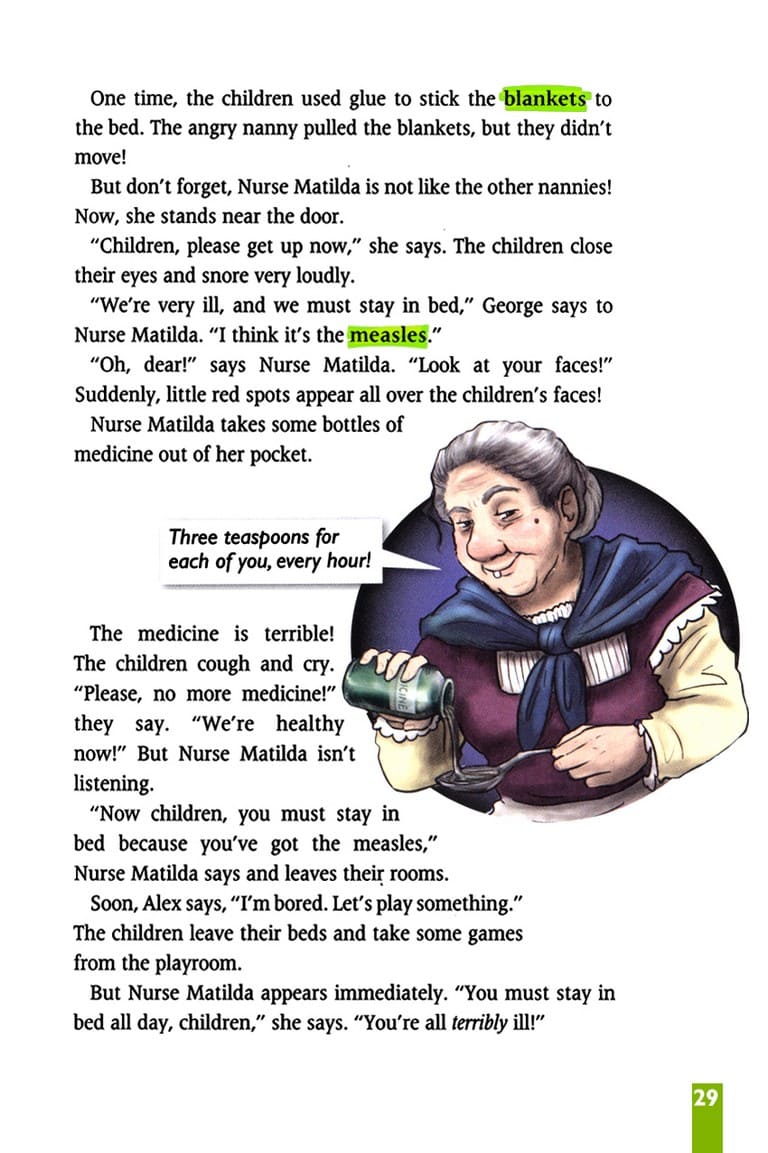 One time, the children used glue to stick the blankets to
the bed. The angry nanny pulled the blankets, but they didn't
move!
But don't forget, Nurse Matilda is not like the other nannies!
Now, she stands near the door.
“Children, please get up now,” she says. The children close
their eyes and snore very loudly.
“We're very ill, and we must stay in bed,” George says to
Nurse Matilda. “I think it's the measles.”
“Oh, dear!” says Nurse Matilda. “Look at your faces!”
Suddenly, little red spots appear all over the children's faces!
Nurse Matilda takes some bottles of
medicine out of her pocket.
Three teaspoons for
each of you, every hour!
The medicine is terrible!
The children cough and cry.
“Please, no more medicine!”
they say. “We're healthy
now!” But Nurse Matilda isn't
listening.
“Now children, you must stay in
bed because you've got the measles,”
Nurse Matilda says and leaves their rooms.
Soon, Alex says, “I'm bored. Let's play something.”
The children leave their beds and take some games
from the playroom.
But Nurse Matilda appears immediately. “You must stay in
bed all day, children,” she says. “You're all terribly ill!”
29